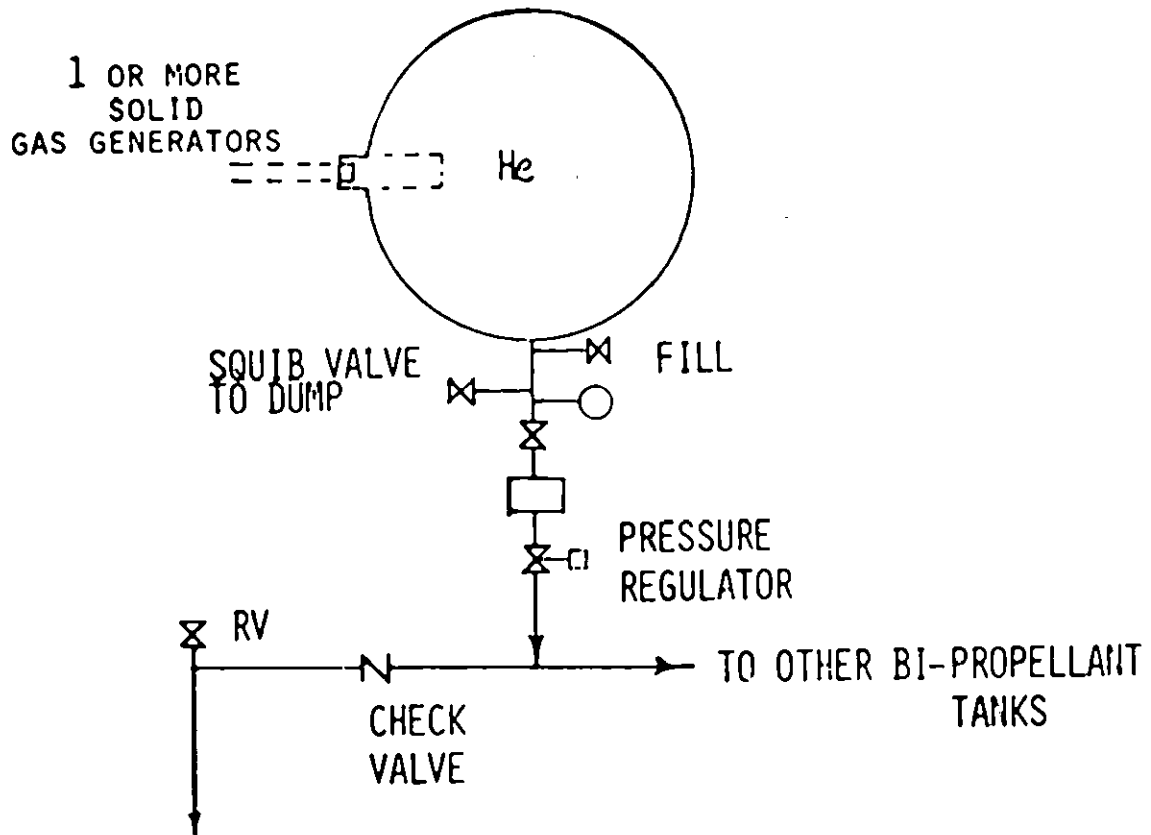 1 OR MORE
SOLID
GAS GENERATORS
He
SQUIB VALVE
TO DUMP
FILL
PRESSURE
REGULATOR
RV
TO OTHER BI-PROPELLANT
TANKS
CHECK
VALVE